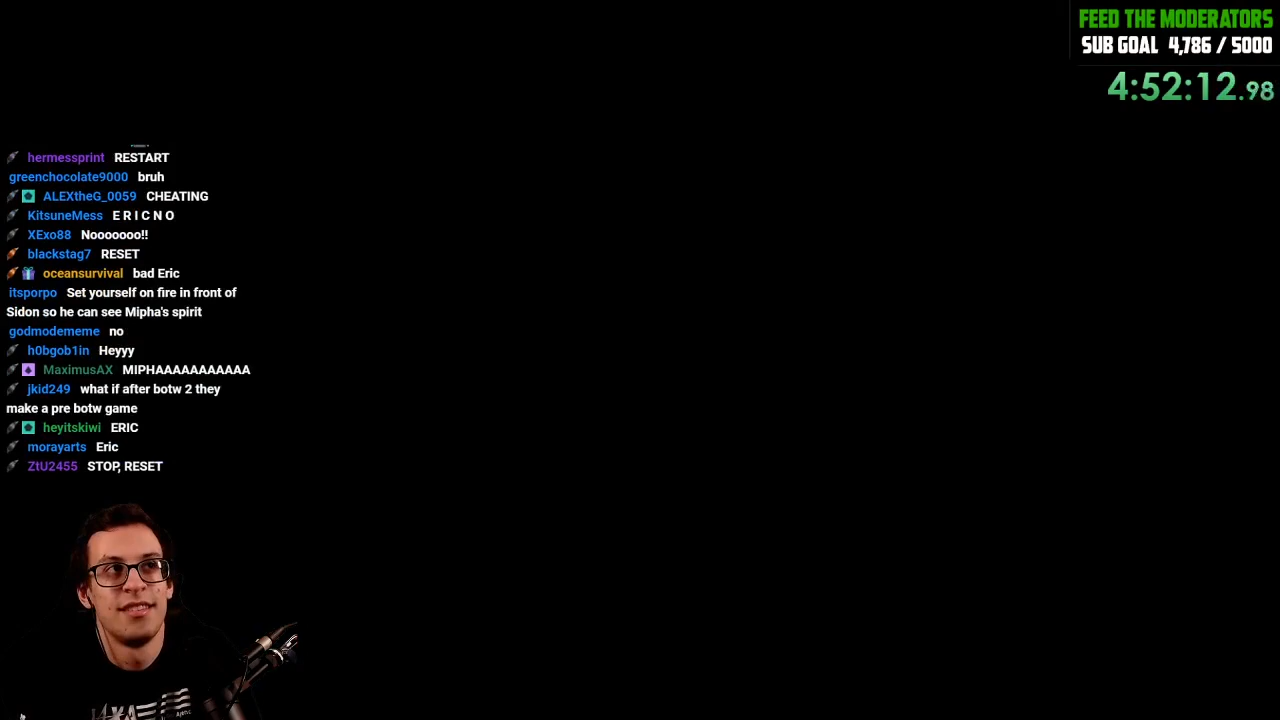 FEED THE MODERATORS
SUB GOAL 4,786 / 5000
4:52:12.98
hermessprint RESTART
greenchocolate9000 bruh
ALEXtheG_0059 CHEATING
KitsuneMess E R I C N O
XExo88 Nooooooo!!
blackstag7 RESET
oceansurvival bad Eric
itsporpo Set yourself on fire in front of
Sidon so he can see Mipha's spirit
godmodememe no
h0bgob1in Heyyy
MaximusAX MIPHAAAAAAAAAAA
jkid249 what if after botw 2 they
make a pre botw game
heyitskiwi ERIC
morayarts Eric
ZtU2455 STOP, RESET